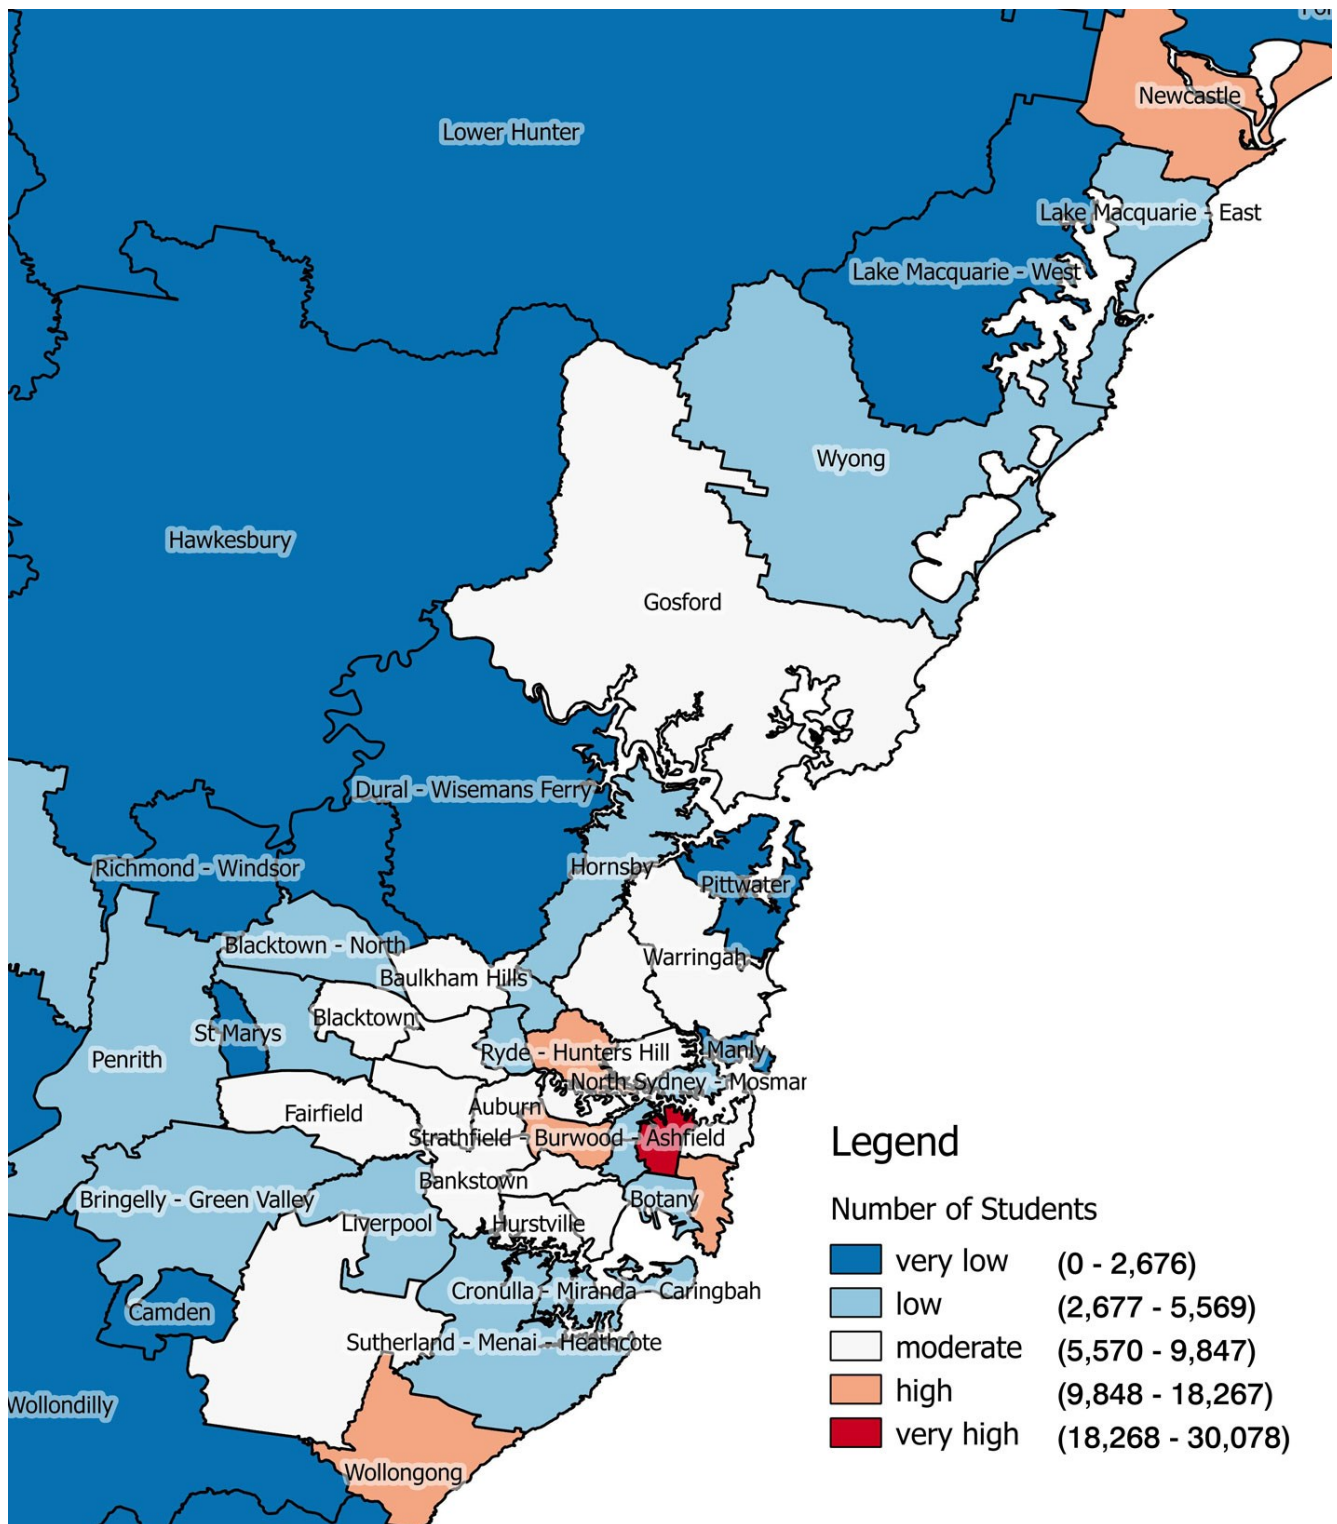 Newcastle
Lower Hunter
Lake Macquarie - East
Lake Macquarie - West
Wyong
Hawkesbury
Gosford
Dural - Wisemans Ferry
Richmond - Windsor
Hornsby
Pittwater
Blacktown - North
Warringah
Baulkham Hills
Blacktown
St Marys
Penrith
Ryde - Hunters Hill
Manly
North Sydney - Mosman
Auburn
Fairfield
Strathfield - Burwood - Ashfield
Bankstown
Bringelly - Green Valley
Botany
Liverpool
Hurstville
Cronulla - Miranda - Caringbah
Camden
Sutherland - Menai - Heathcote
Wollondilly
Wollongong
Legend
Number of Students
very low (0 - 2,676)
low (2,677 - 5,569)
moderate (5,570 - 9,847)
high (9,848 - 18,267)
very high (18,268 - 30,078)